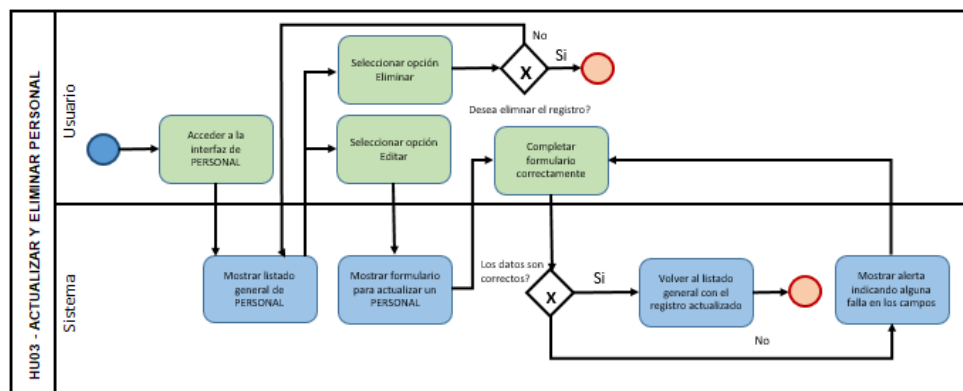 HU03 - ACTUALIZAR Y ELIMINAR PERSONAL
Usuario
Acceder a la
interfaz de
PERSONAL
Seleccionar opción
Eliminar
X
No
Si
Desea elimnar el registro?
Seleccionar opción
Editar
Completar
formulario
correctamente
Sistema
Mostrar listado
general de
PERSONAL
Mostrar formulario
para actualizar un
PERSONAL
Los datos son
correctos?
X
Si
Volver al listado
general con el
registro actualizado
No
Mostrar alerta
indicando alguna
falla en los campos